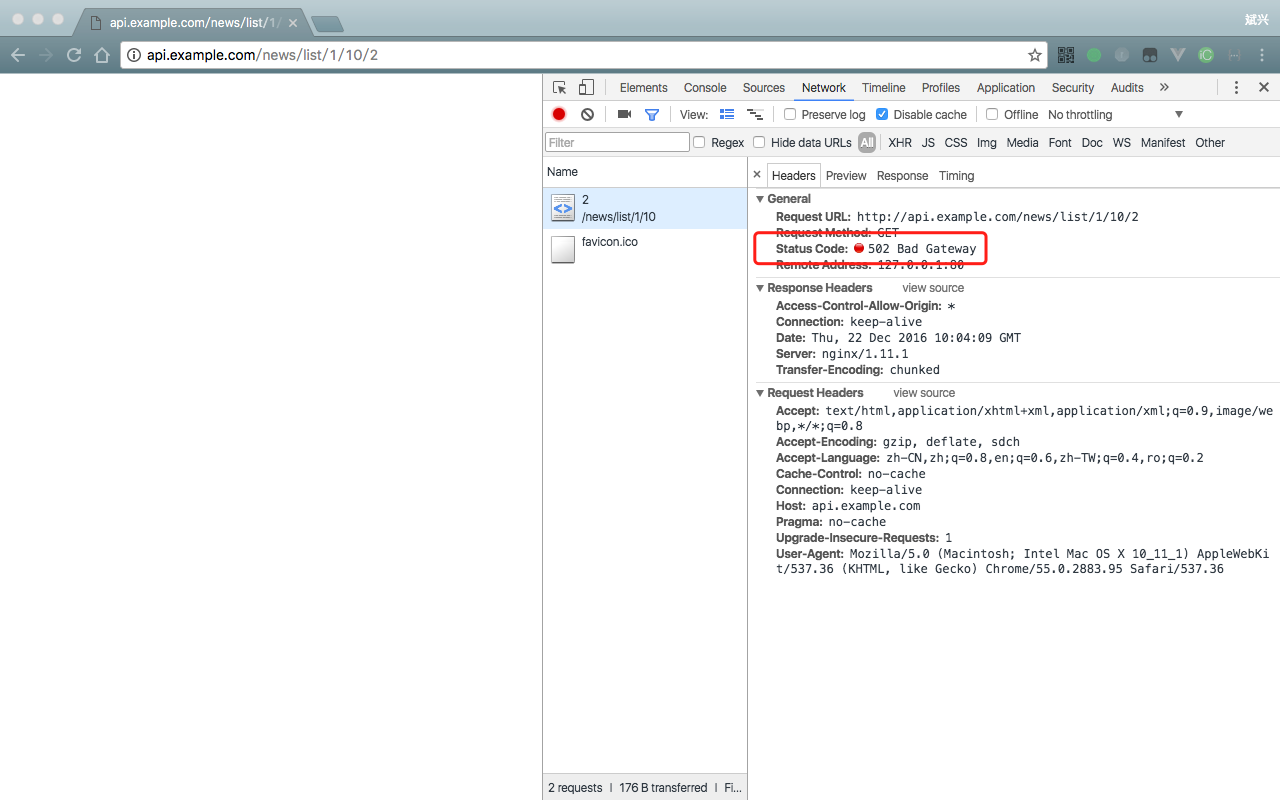 斌兴
api.example.com/news/list/1/
api.example.com/news/list/1/10/2
Elements Console Sources Network Timeline Profiles Application Security Audits
View: Preserve log Disable cache Offline No throttling
Filter Regex Hide data URLs All XHR JS CSS Img Media Font Doc WS Manifest Other
Name
2
/news/list/1/10
favicon.ico
2 requests | 176 B transferred | Fi...
Headers Preview Response Timing
General
Request URL: http://api.example.com/news/list/1/10/2
Request Method: GET
Status Code: 502 Bad Gateway
Remote Address: 127.0.0.1:80
Response Headers view source
Access-Control-Allow-Origin: *
Connection: keep-alive
Date: Thu, 22 Dec 2016 10:04:09 GMT
Server: nginx/1.11.1
Transfer-Encoding: chunked
Request Headers view source
Accept: text/html,application/xhtml+xml,application/xml;q=0.9,image/we
bp,*/*;q=0.8
Accept-Encoding: gzip, deflate, sdch
Accept-Language: zh-CN,zh;q=0.8,en;q=0.6,zh-TW;q=0.4,ro;q=0.2
Cache-Control: no-cache
Connection: keep-alive
Host: api.example.com
Pragma: no-cache
Upgrade-Insecure-Requests: 1
User-Agent: Mozilla/5.0 (Macintosh; Intel Mac OS X 10_11_1) AppleWebKi
t/537.36 (KHTML, like Gecko) Chrome/55.0.2883.95 Safari/537.36